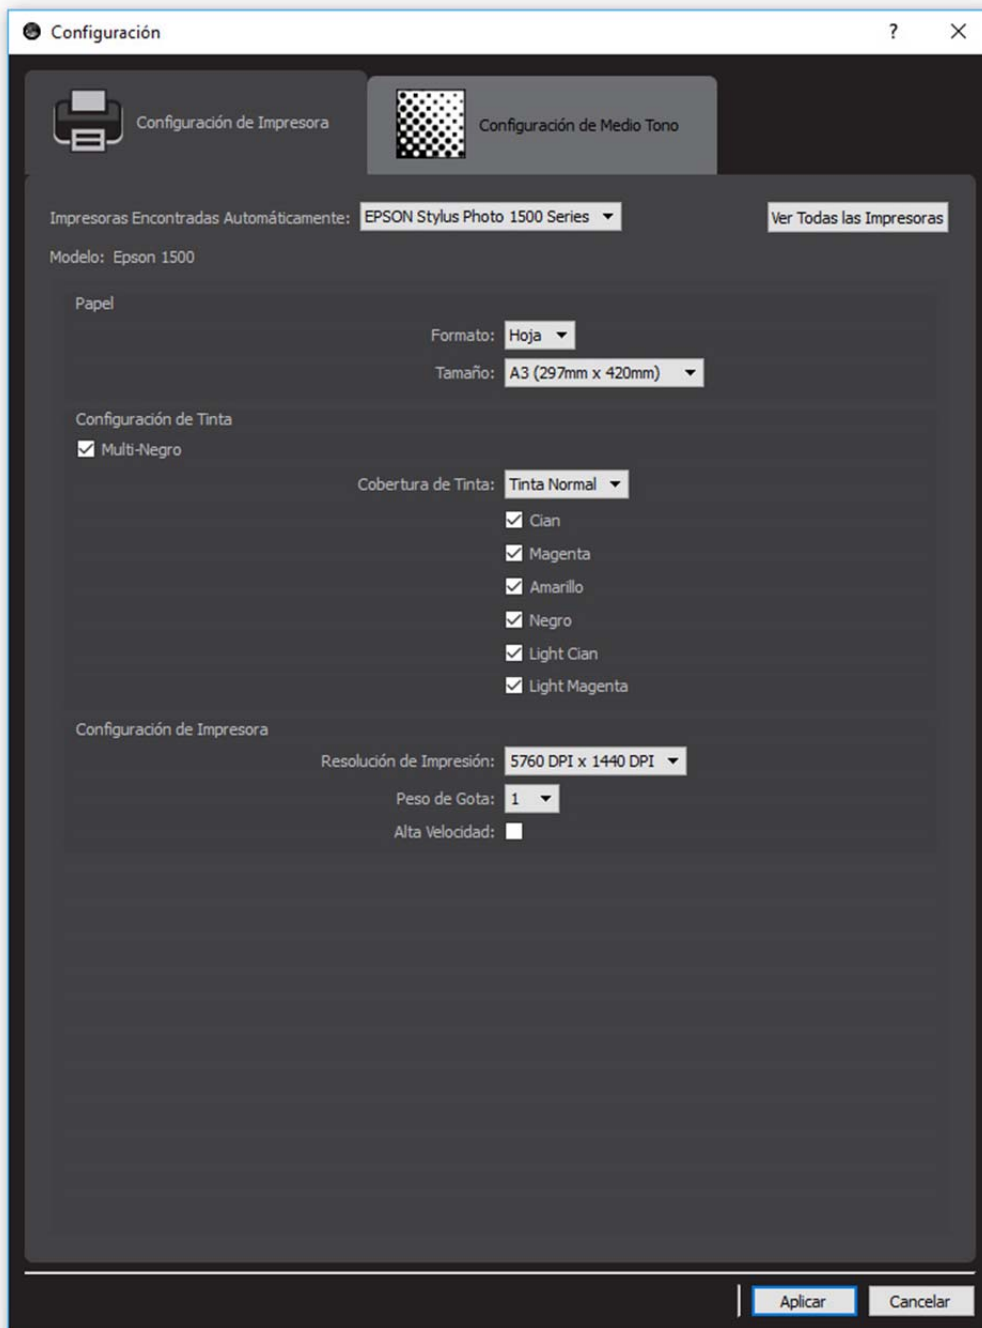 Configuración ?
Configuración de Impresora
Configuración de Medio Tono
Impresoras Encontradas Automáticamente: EPSON Stylus Photo 1500 Series Ver Todas las Impresoras
Modelo: Epson 1500
Papel
Formato: Hoja
Tamaño: A3 (297mm x 420mm)
Configuración de Tinta
Multi-Negro
Cobertura de Tinta: Tinta Normal
Cian
Magenta
Amarillo
Negro
Light Cian
Light Magenta
Configuración de Impresora
Resolución de Impresión: 5760 DPI x 1440 DPI
Peso de Gota: 1
Alta Velocidad:
Aplicar Cancelar